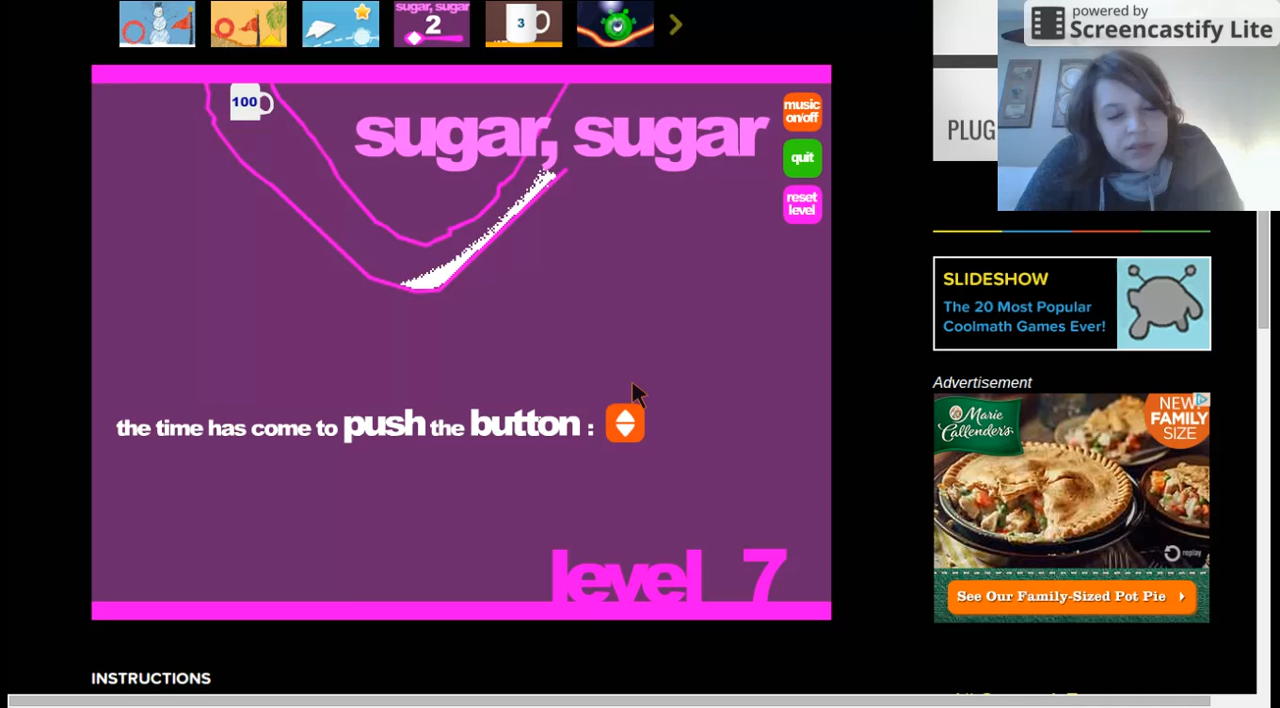 sugar, sugar
2
3
powered by
Screencastify Lite
100
sugar, sugar
music
on/off
quit
reset
level
PLUG
SLIDESHOW
The 20 Most Popular
Coolmath Games Ever!
Advertisement
Marie
Callender's
NEW!
FAMILY
SIZE
replay
See Our Family-Sized Pot Pie
the time has come to push the button :
level 7
INSTRUCTIONS